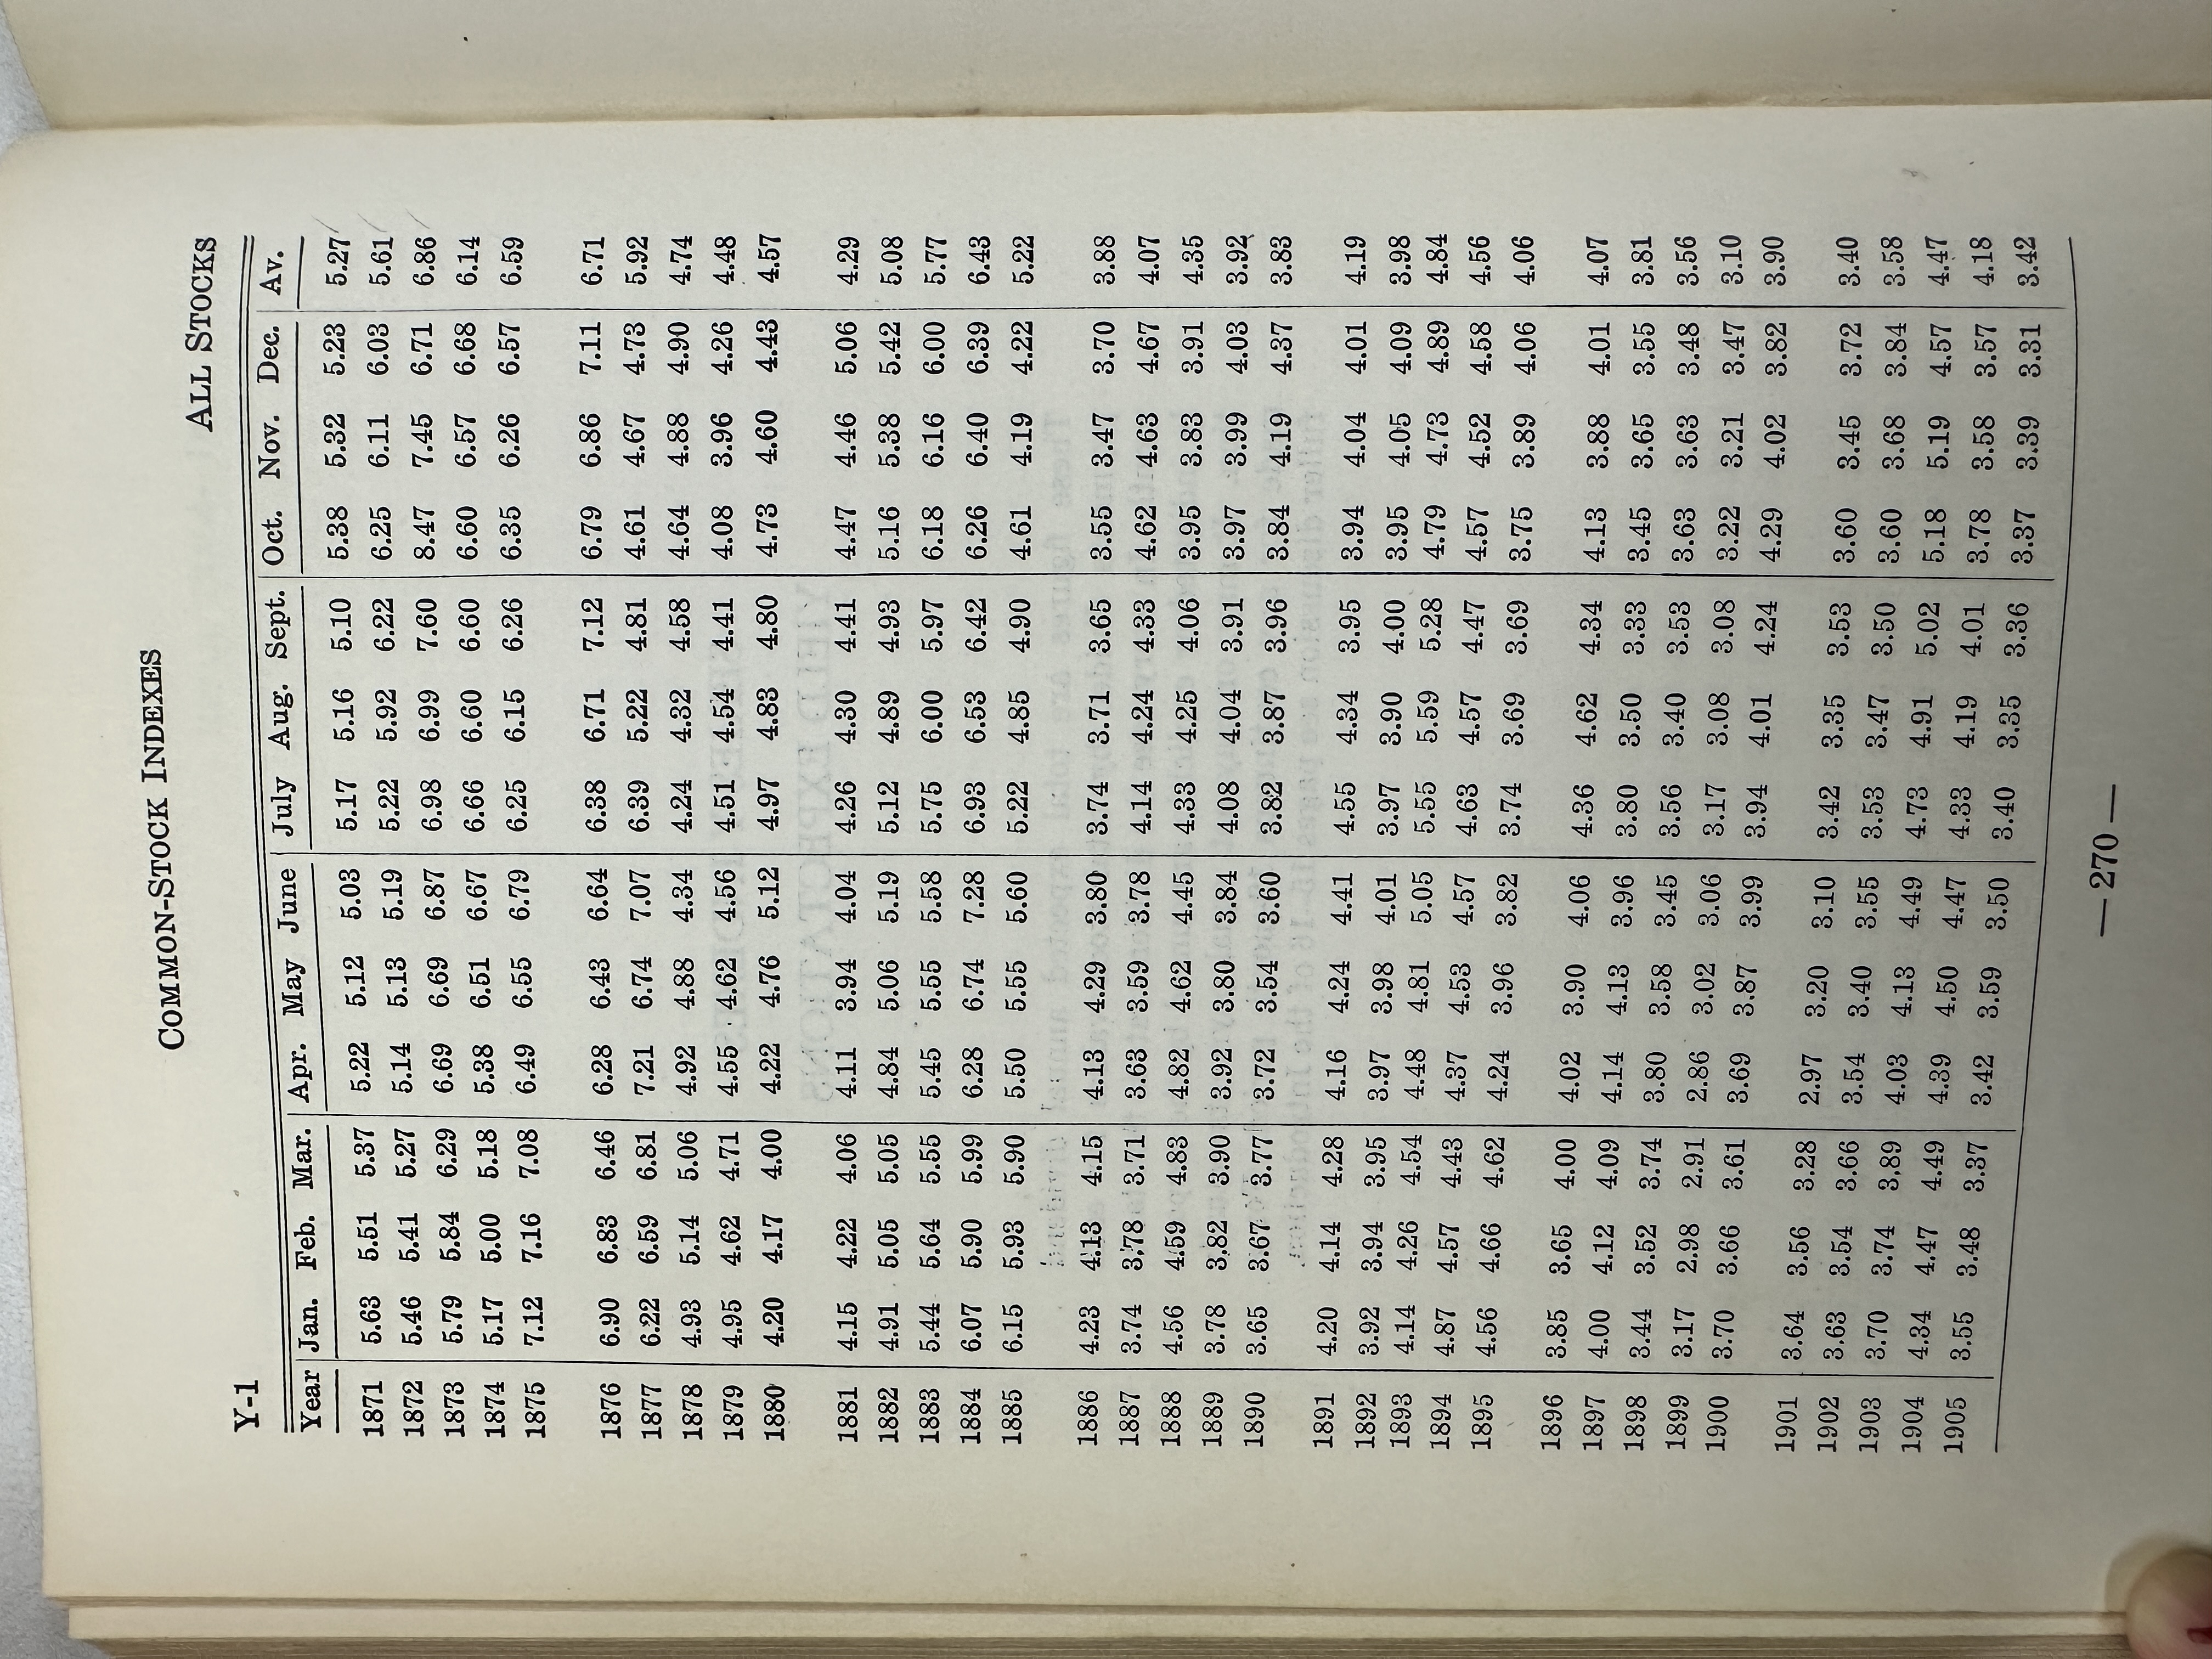 COMMON-STOCK INDEXES
ALL STOCKS
Y-1
Year Jan. Feb. Mar. Apr. May June July Aug. Sept. Oct. Nov. Dec. Av.
1871 5.63 5.51 5.37 5.22 5.12 5.03 5.17 5.16 5.10 5.38 5.32 5.23 5.27
1872 5.46 5.41 5.27 5.14 5.13 5.19 5.22 5.92 6.22 6.25 6.11 6.03 5.61
1873 5.79 5.84 6.29 6.69 6.69 6.87 6.98 6.99 7.60 8.47 7.45 6.71 6.86
1874 5.17 5.00 5.18 5.38 6.51 6.67 6.66 6.60 6.60 6.60 6.57 6.68 6.14
1875 7.12 7.16 7.08 6.49 6.55 6.79 6.25 6.15 6.26 6.35 6.26 6.57 6.59
1876 6.90 6.83 6.46 6.28 6.43 6.64 6.38 6.71 7.12 6.79 6.86 7.11 6.71
1877 6.22 6.59 6.81 7.21 6.74 7.07 6.39 5.22 4.81 4.61 4.67 4.73 5.92
1878 4.93 5.14 5.06 4.92 4.88 4.34 4.24 4.32 4.58 4.64 4.88 4.90 4.74
1879 4.95 4.62 4.71 4.55 4.62 4.56 4.51 4.54 4.41 4.08 3.96 4.26 4.48
1880 4.20 4.17 4.00 4.22 4.76 5.12 4.97 4.83 4.80 4.73 4.60 4.43 4.57
1881 4.15 4.22 4.06 4.11 3.94 4.04 4.26 4.30 4.41 4.47 4.46 5.06 4.29
1882 4.91 5.05 5.05 4.84 5.06 5.19 5.12 4.89 4.93 5.16 5.38 5.42 5.08
1883 5.44 5.64 5.55 5.45 5.55 5.58 5.75 6.00 5.97 6.18 6.16 6.00 5.77
1884 6.07 5.90 5.99 6.28 6.74 7.28 6.93 6.53 6.42 6.26 6.40 6.39 6.43
1885 6.15 5.93 5.90 5.50 5.55 5.60 5.22 4.85 4.90 4.61 4.19 4.22 5.22
1886 4.23 4.13 4.15 4.13 4.29 3.80 3.74 3.71 3.65 3.55 3.47 3.70 3.88
1887 3.74 3.78 3.71 3.63 3.59 3.78 4.14 4.24 4.33 4.62 4.63 4.67 4.07
1888 4.56 4.59 4.83 4.82 4.62 4.45 4.33 4.25 4.06 3.95 3.83 3.91 4.35
1889 3.78 3.82 3.90 3.92 3.80 3.84 4.08 4.04 3.91 3.97 3.99 4.03 3.92
1890 3.65 3.67 3.77 3.72 3.54 3.60 3.82 3.87 3.96 3.84 4.19 4.37 3.83
1891 4.20 4.14 4.28 4.16 4.24 4.41 4.55 4.34 3.95 3.94 4.04 4.01 4.19
1892 3.92 3.94 3.95 3.97 3.98 4.01 3.97 3.90 4.00 3.95 4.05 4.09 3.98
1893 4.14 4.26 4.54 4.48 4.81 5.05 5.55 5.59 5.28 4.79 4.73 4.89 4.84
1894 4.87 4.57 4.43 4.37 4.53 4.57 4.63 4.57 4.47 4.57 4.52 4.58 4.56
1895 4.56 4.66 4.62 4.24 3.96 3.82 3.74 3.69 3.69 3.75 3.89 4.06 4.06
1896 3.85 3.65 4.00 4.02 3.90 4.06 4.36 4.62 4.34 4.13 3.88 4.01 4.07
1897 4.00 4.12 4.09 4.14 4.13 3.96 3.80 3.50 3.33 3.45 3.65 3.55 3.81
1898 3.44 3.52 3.74 3.80 3.58 3.45 3.56 3.40 3.53 3.63 3.63 3.48 3.56
1899 3.17 2.98 2.91 2.86 3.02 3.06 3.17 3.08 3.08 3.22 3.21 3.47 3.10
1900 3.70 3.66 3.61 3.69 3.87 3.99 3.94 4.01 4.24 4.29 4.02 3.82 3.90
1901 3.64 3.56 3.28 2.97 3.20 3.10 3.42 3.35 3.53 3.60 3.45 3.72 3.40
1902 3.63 3.54 3.66 3.54 3.40 3.55 3.53 3.47 3.50 3.60 3.68 3.84 3.58
1903 3.70 3.74 3.89 4.03 4.13 4.49 4.73 4.91 5.02 5.18 5.19 4.57 4.47
1904 4.34 4.47 4.49 4.39 4.50 4.47 4.33 4.19 4.01 3.78 3.58 3.57 4.18
1905 3.55 3.48 3.37 3.42 3.59 3.50 3.40 3.35 3.36 3.37 3.39 3.31 3.42
— 270 —